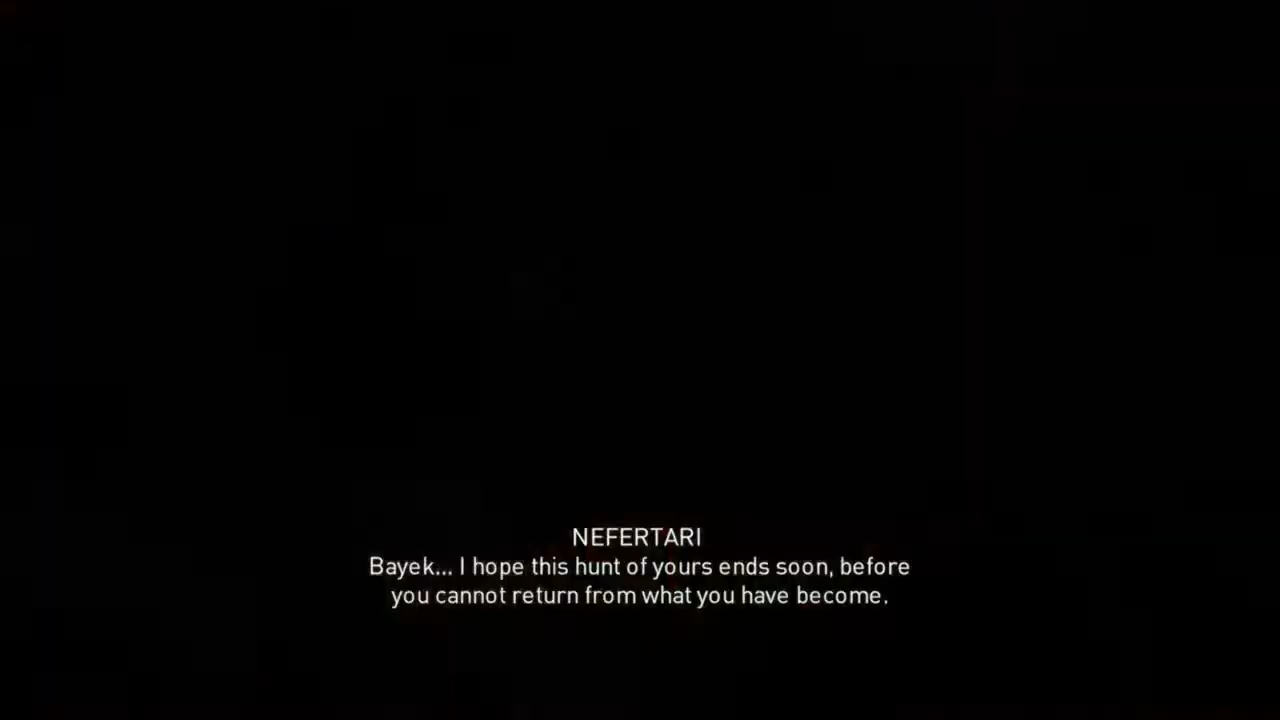 NEFERTARI
Bayek... I hope this hunt of yours ends soon, before
you cannot return from what you have become.